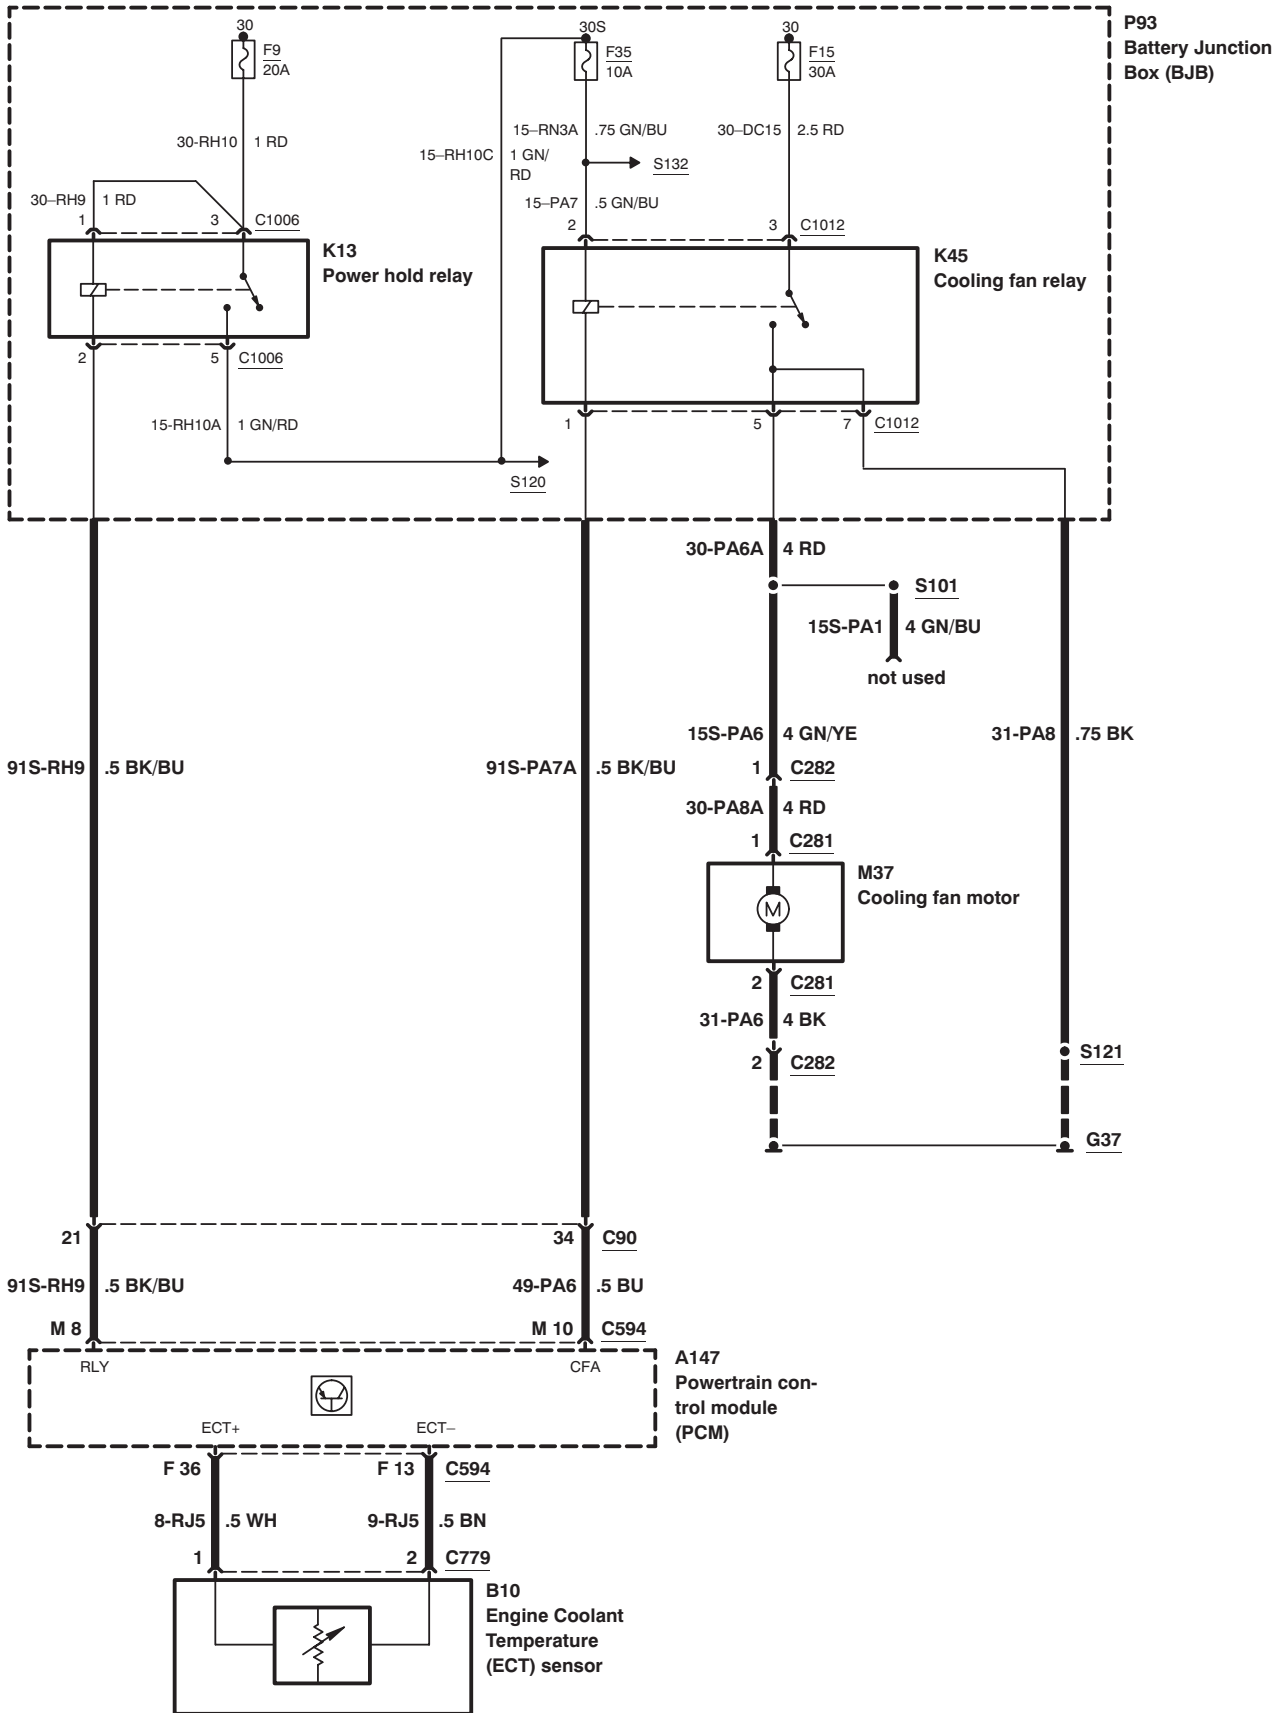 30
30S
30
P93
Battery Junction
Box (BJB)
F9
20A
F35
10A
F15
30A
30-RH10 1 RD
15–RH10C 1 GN/
RD
15–RN3A .75 GN/BU
S132
30–DC15 2.5 RD
30–RH9 1 RD
15–PA7 .5 GN/BU
1 3 C1006
2 3 C1012
K13
Power hold relay
K45
Cooling fan relay
2 5 C1006
1 5 7 C1012
15-RH10A 1 GN/RD
S120
30-PA6A 4 RD
S101
15S-PA1 4 GN/BU
not used
15S-PA6 4 GN/YE
31-PA8 .75 BK
91S-RH9 .5 BK/BU
91S-PA7A .5 BK/BU
1 C282
30-PA8A 4 RD
1 C281
M37
Cooling fan motor
M
2 C281
31-PA6 4 BK
2 C282
S121
G37
21 34 C90
91S-RH9 .5 BK/BU
49-PA6 .5 BU
M 8 M 10 C594
RLY CFA
A147
Powertrain con-
trol module
(PCM)
ECT+ ECT–
F 36 F 13 C594
8-RJ5 .5 WH
9-RJ5 .5 BN
1 2 C779
B10
Engine Coolant
Temperature
(ECT) sensor